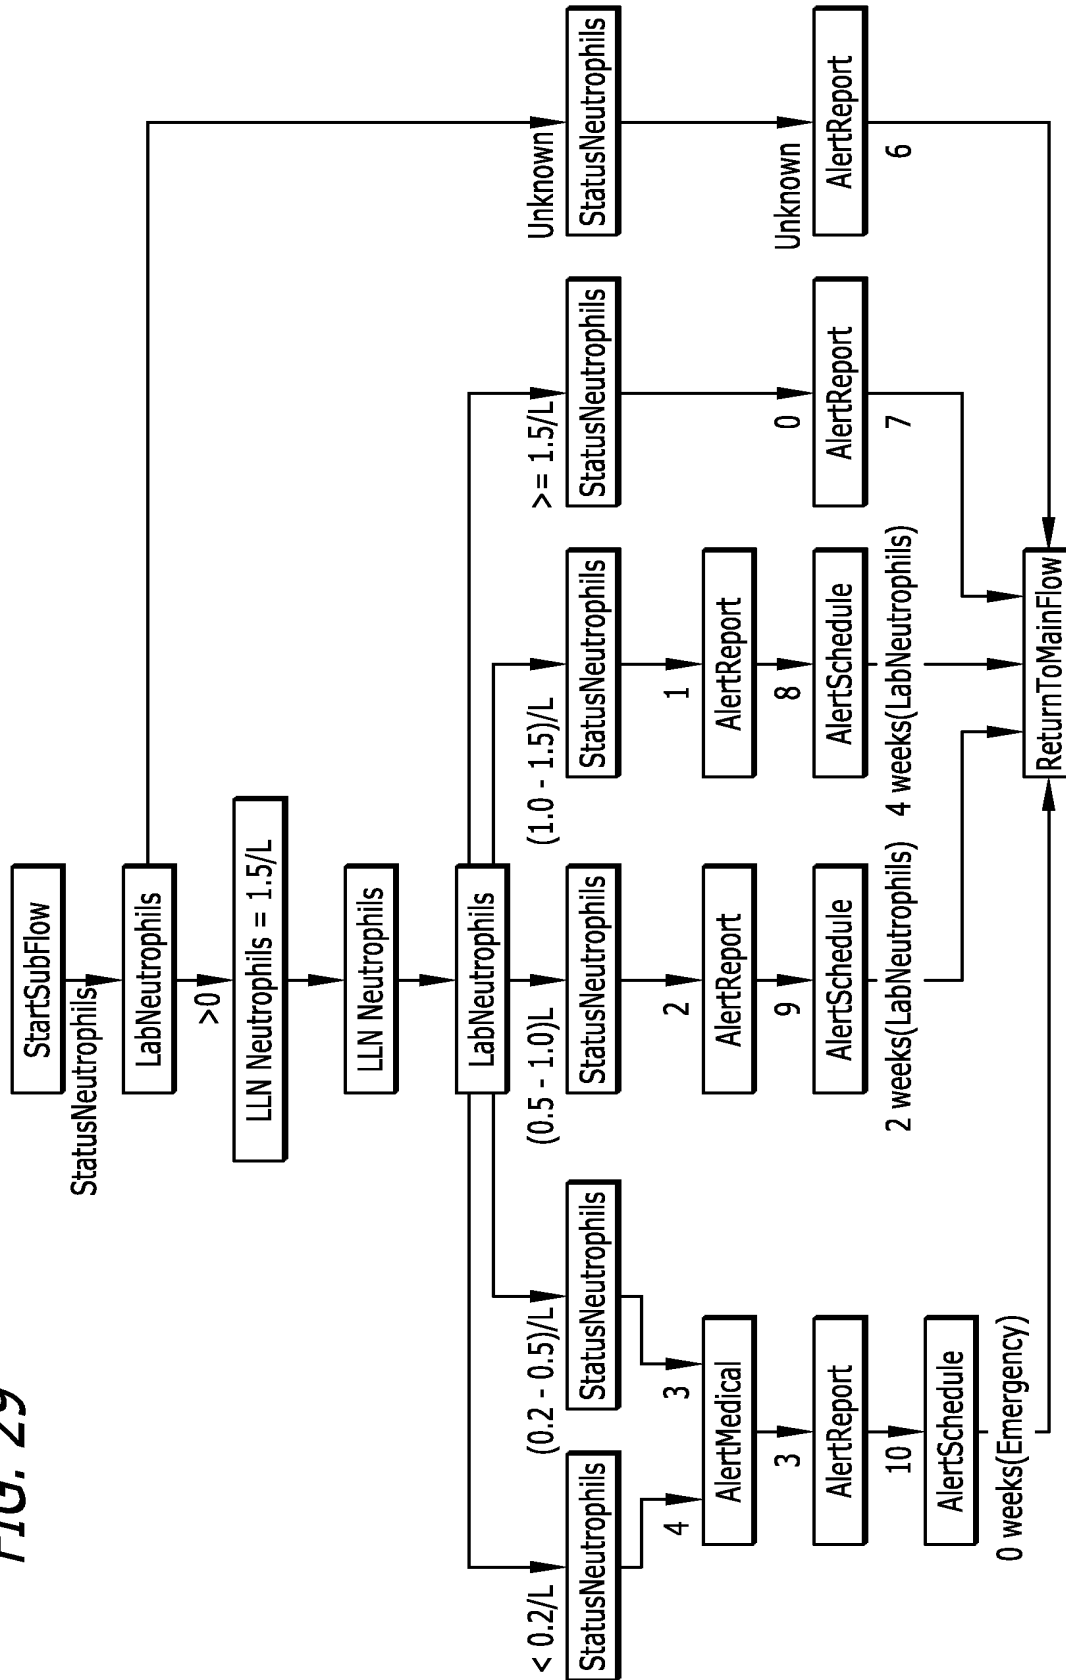 FIG. 29
StartSubFlow
StatusNeutrophils
LabNeutrophils
>0
LLN Neutrophils = 1.5/L
LLN Neutrophils
LabNeutrophils
< 0.2/L
(0.2 - 0.5)/L
(0.5 - 1.0)L
(1.0 - 1.5)/L
>= 1.5/L
Unknown
StatusNeutrophils
StatusNeutrophils
StatusNeutrophils
StatusNeutrophils
StatusNeutrophils
StatusNeutrophils
4
3
2
1
0
Unknown
AlertMedical
AlertReport
AlertReport
AlertReport
AlertReport
3
9
8
7
6
AlertReport
AlertSchedule
AlertSchedule
10
2 weeks(LabNeutrophils)
4 weeks(LabNeutrophils)
AlertSchedule
0 weeks(Emergency)
ReturnToMainFlow